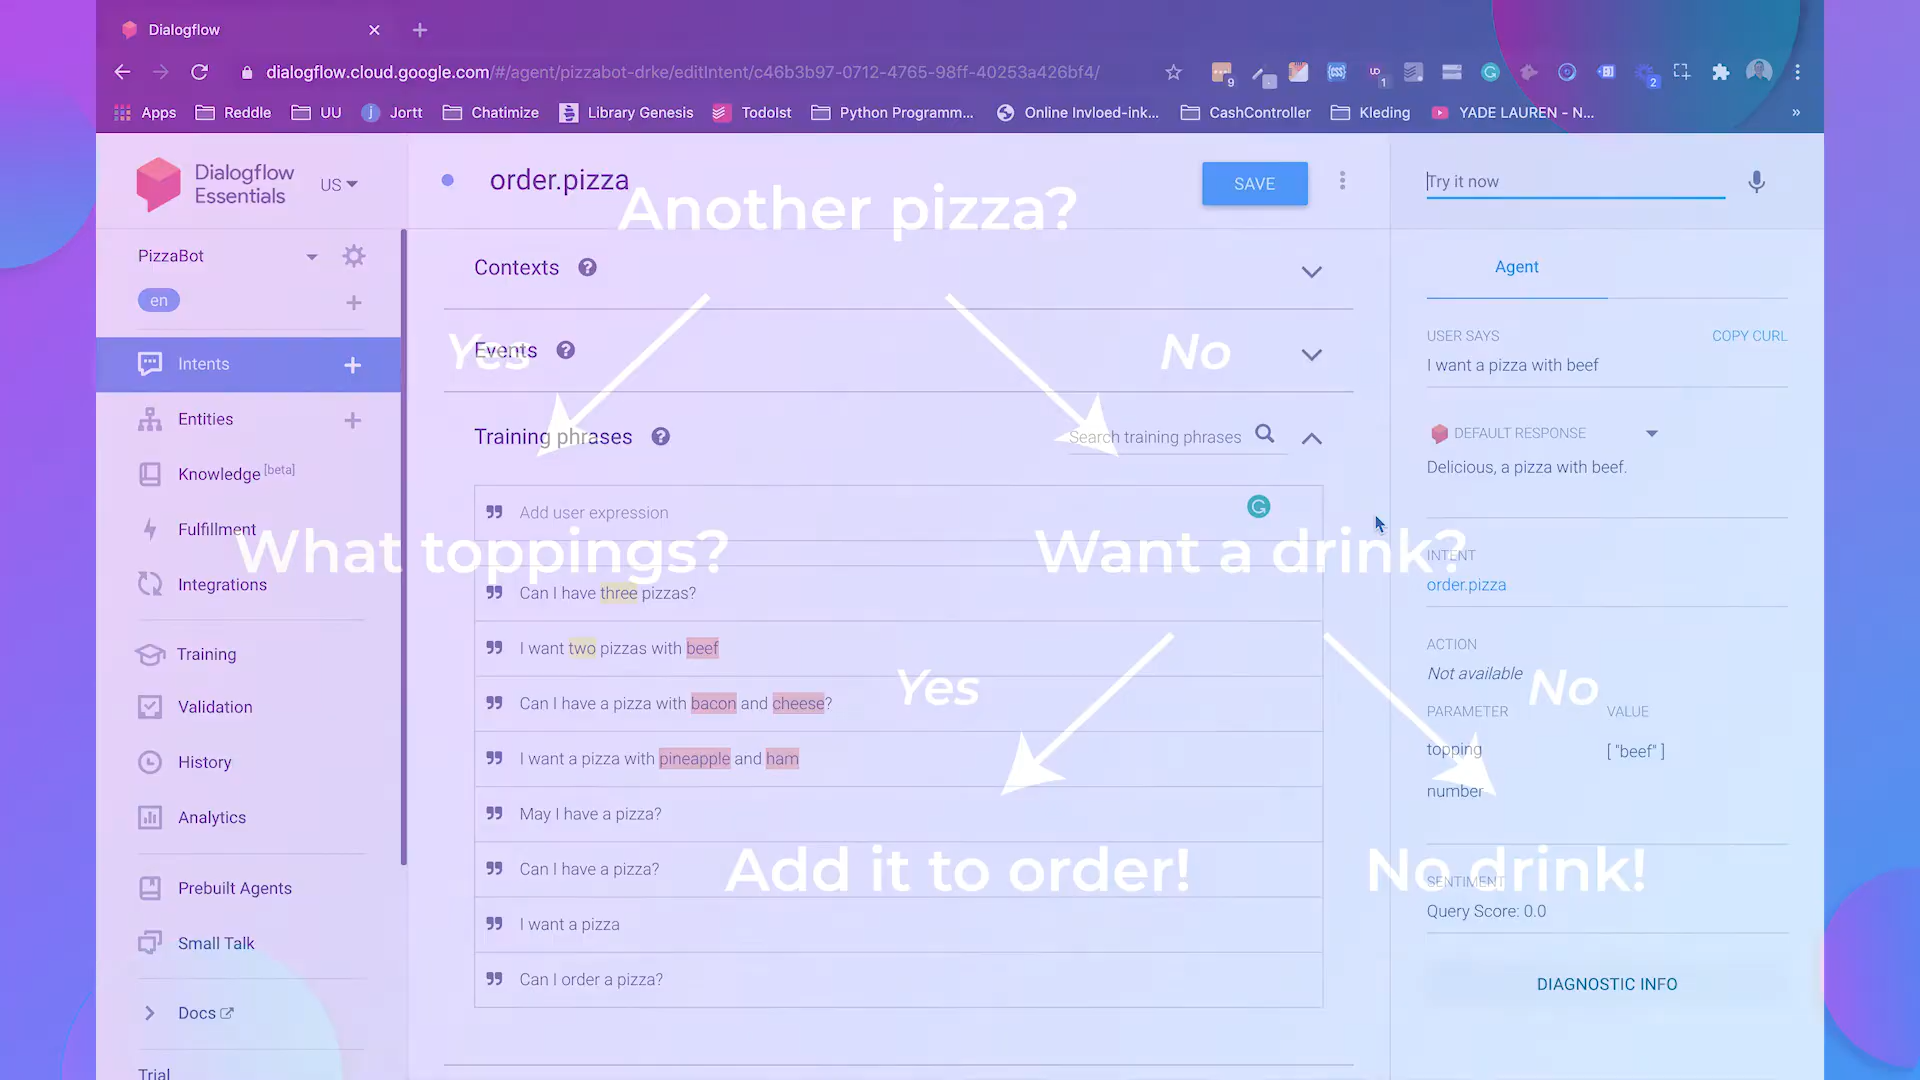 Dialogflow
dialogflow.cloud.google.com/#/agent/pizzabot-drke/editIntent/c46b3b97-0712-4765-98ff-40253a426bf4/
Apps Reddle UU Jortt Chatimize Library Genesis TodoIst Python Programm... Online Invloed-ink... CashController Kleding YADE LAUREN - N... »
Dialogflow
Essentials
US
order.pizza
SAVE
Try it now
Another pizza?
PizzaBot
en
Contexts
Agent
Yes
Events
No
USER SAYS
COPY CURL
I want a pizza with beef
Intents
Entities
Knowledge [beta]
Fulfillment
Integrations
Training
Validation
History
Analytics
Prebuilt Agents
Small Talk
Docs
Trial
Training phrases
Search training phrases
Add user expression
What toppings?
Want a drink?
Can I have three pizzas?
I want two pizzas with beef
Can I have a pizza with bacon and cheese?
I want a pizza with pineapple and ham
May I have a pizza?
Can I have a pizza?
I want a pizza
Can I order a pizza?
Yes
No
Add it to order!
No drink!
DEFAULT RESPONSE
Delicious, a pizza with beef.
INTENT
order.pizza
ACTION
Not available
PARAMETER VALUE
topping [ "beef" ]
number
SENTIMENT
Query Score: 0.0
DIAGNOSTIC INFO